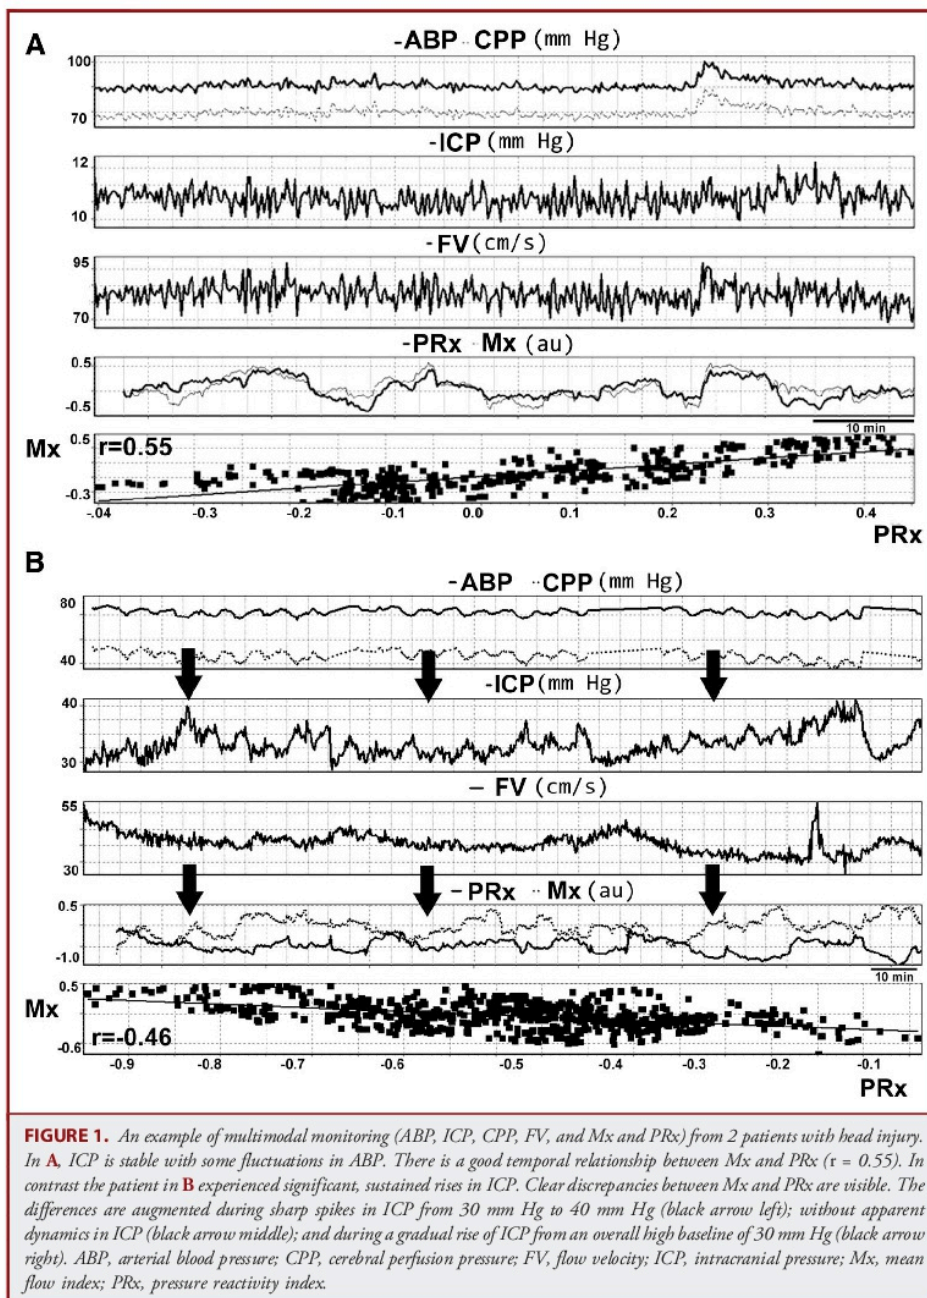 A
-ABP ·· CPP (mm Hg)
100
70
-ICP (mm Hg)
12
10
-FV (cm/s)
95
70
-PRx ·· Mx (au)
0.5
-0.5
10 min
Mx
0.5
r=0.55
-0.3
-.04 -0.3 -0.2 -0.1 0.0 0.1 0.2 0.3 0.4
PRx
B
-ABP ··CPP (mm Hg)
80
40
-ICP (mm Hg)
40
30
– FV (cm/s)
55
30
– PRx ·· Mx (au)
0.5
-1.0
10 min
Mx
0.5
r=-0.46
-0.6
-0.9 -0.8 -0.7 -0.6 -0.5 -0.4 -0.3 -0.2 -0.1
PRx
FIGURE 1. An example of multimodal monitoring (ABP, ICP, CPP, FV, and Mx and PRx) from 2 patients with head injury.
In A, ICP is stable with some fluctuations in ABP. There is a good temporal relationship between Mx and PRx (r = 0.55). In
contrast the patient in B experienced significant, sustained rises in ICP. Clear discrepancies between Mx and PRx are visible. The
differences are augmented during sharp spikes in ICP from 30 mm Hg to 40 mm Hg (black arrow left); without apparent
dynamics in ICP (black arrow middle); and during a gradual rise of ICP from an overall high baseline of 30 mm Hg (black arrow
right). ABP, arterial blood pressure; CPP, cerebral perfusion pressure; FV, flow velocity; ICP, intracranial pressure; Mx, mean
flow index; PRx, pressure reactivity index.